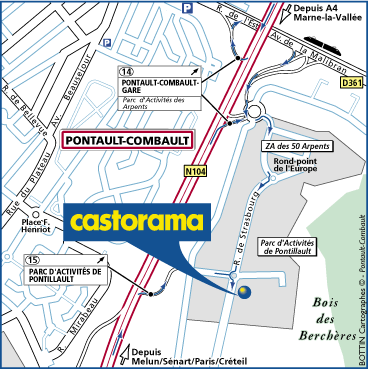 Depuis A4
Marne-la-Vallée
R. de l'Est
Av. de la Malibran
P
P
D361
14
PONTAULT-COMBAULT-
GARE
Parc d'Activités des
Arpents
Av. Beauséjour
R. de Bellevue
Rue du Plateau
PONTAULT-COMBAULT
ZA des 50 Arpents
Rond-point
de l'Europe
N104
Place F.
Henriot
castorama
R. de Strasbourg
Parc d'Activités
de Pontillault
15
PARC D'ACTIVITÉS DE
PONTILLAULT
R. Mirabeau
Bois
des
Berchères
Depuis
Melun/Sénart/Paris/Créteil
BOTTIN Cartographes © - Pontault-Combault